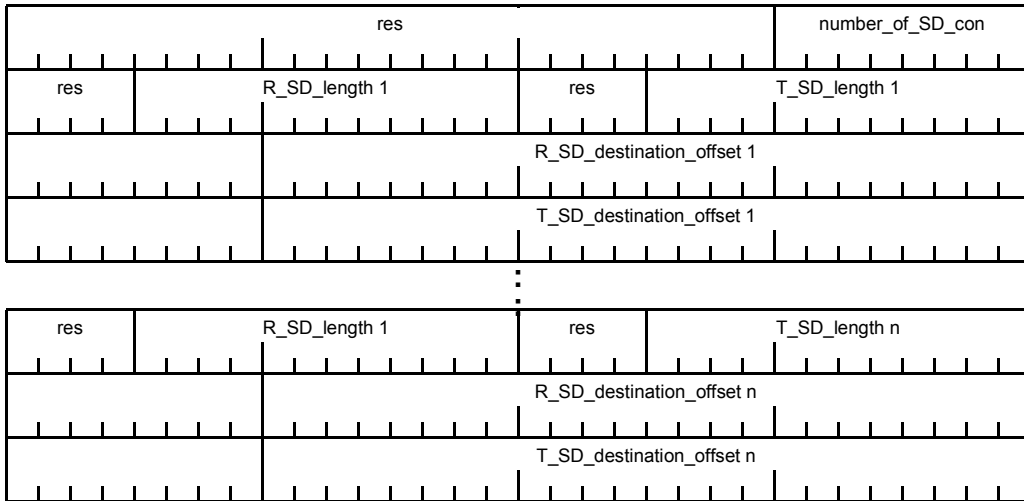 res number_of_SD_con
res R_SD_length 1 res T_SD_length 1
R_SD_destination_offset 1
T_SD_destination_offset 1
res R_SD_length 1 res T_SD_length n
R_SD_destination_offset n
T_SD_destination_offset n